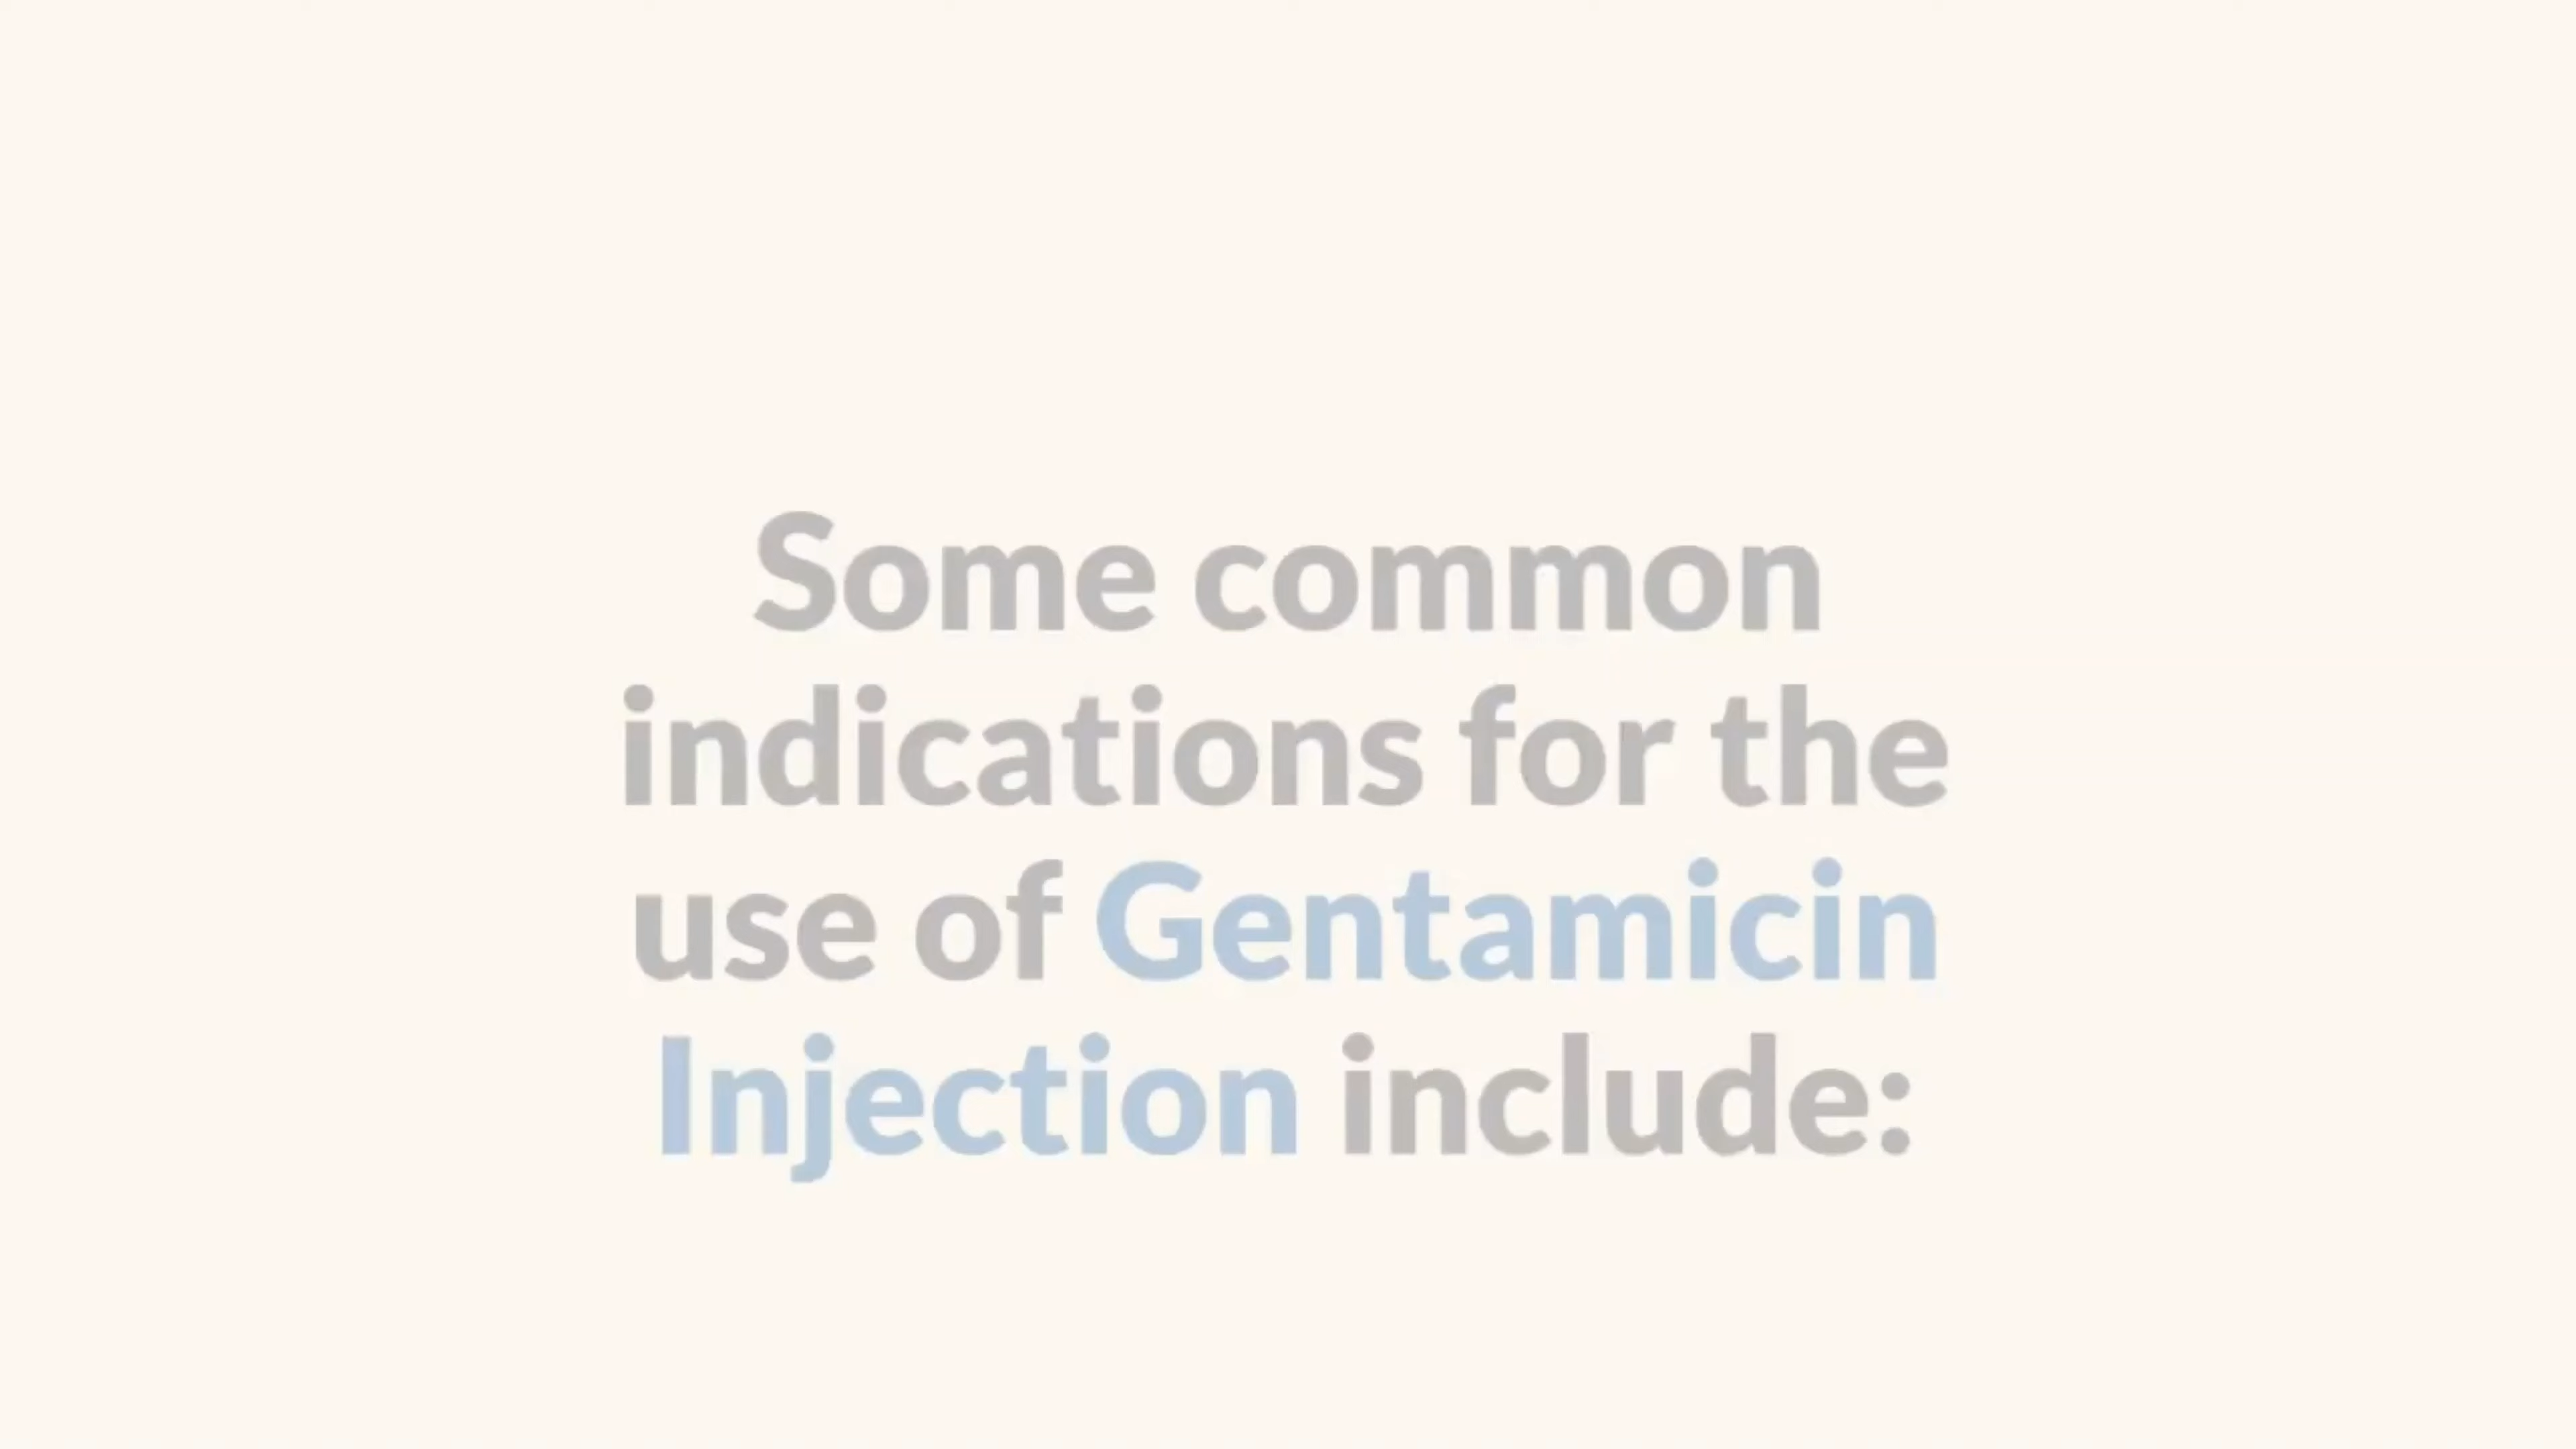 Some common
indications for the
use of Gentamicin
Injection include: